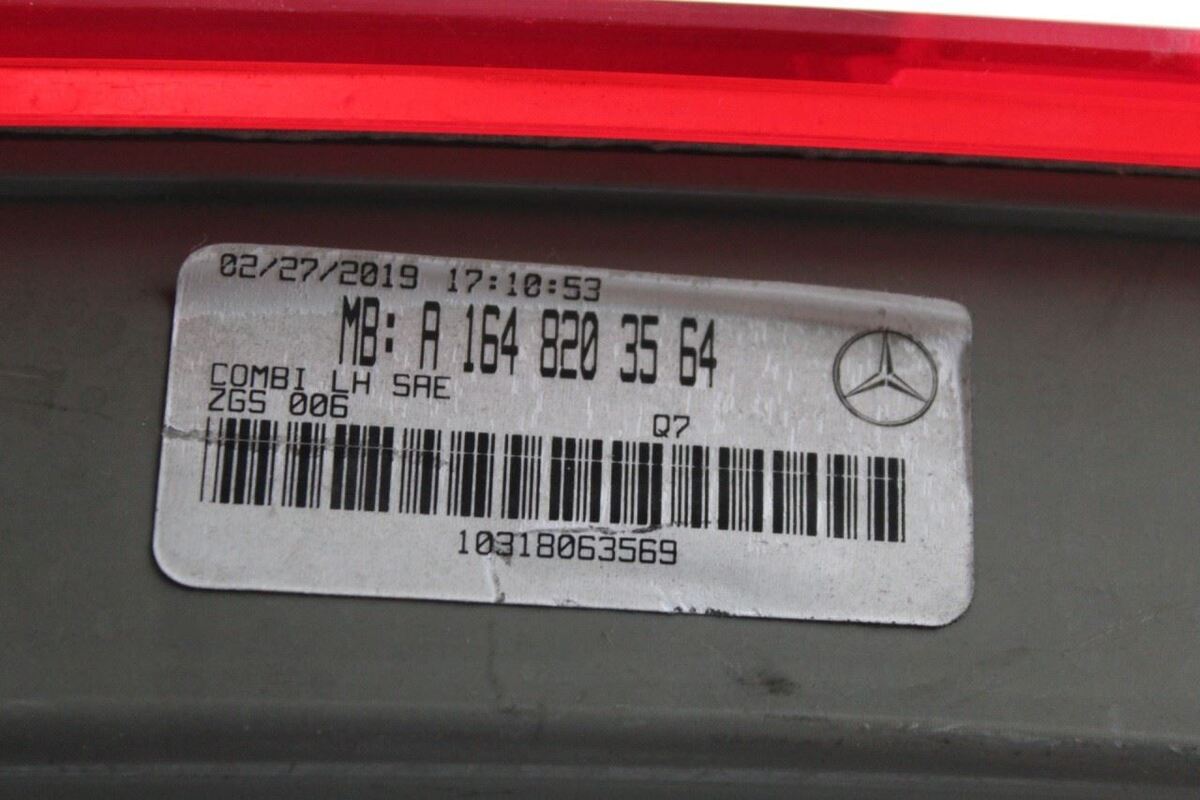 02/27/2019 17:10:53
MB: A 164 820 35 64
COMBI LH SAE
ZGS 006
Q7
10318063569